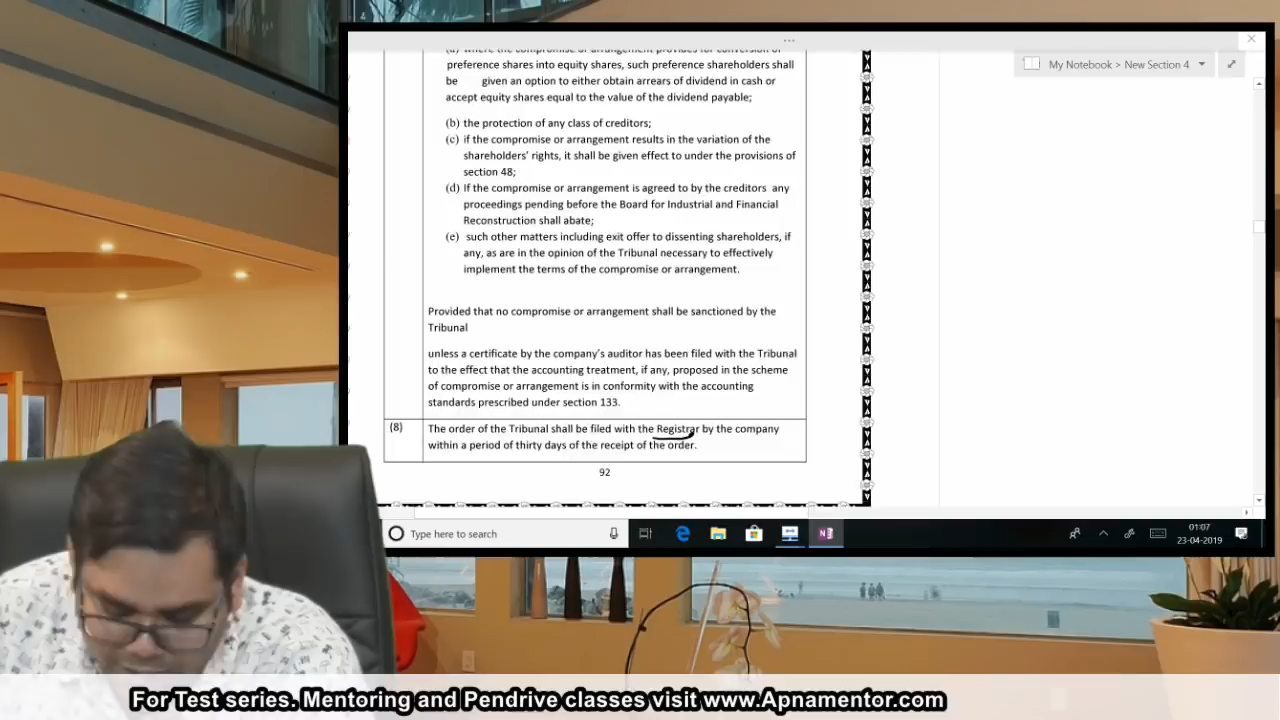 (a) where the compromise or arrangement provides for conversion of
preference shares into equity shares, such preference shareholders shall
be given an option to either obtain arrears of dividend in cash or
accept equity shares equal to the value of the dividend payable;
(b) the protection of any class of creditors;
(c) if the compromise or arrangement results in the variation of the
shareholders' rights, it shall be given effect to under the provisions of
section 48;
(d) If the compromise or arrangement is agreed to by the creditors any
proceedings pending before the Board for Industrial and Financial
Reconstruction shall abate;
(e) such other matters including exit offer to dissenting shareholders, if
any, as are in the opinion of the Tribunal necessary to effectively
implement the terms of the compromise or arrangement.
Provided that no compromise or arrangement shall be sanctioned by the
Tribunal
unless a certificate by the company's auditor has been filed with the Tribunal
to the effect that the accounting treatment, if any, proposed in the scheme
of compromise or arrangement is in conformity with the accounting
standards prescribed under section 133.
(8) The order of the Tribunal shall be filed with the Registrar by the company
within a period of thirty days of the receipt of the order.
92
My Notebook > New Section 4
Type here to search
01:07
23-04-2019
For Test series. Mentoring and Pendrive classes visit www.Apnamentor.com